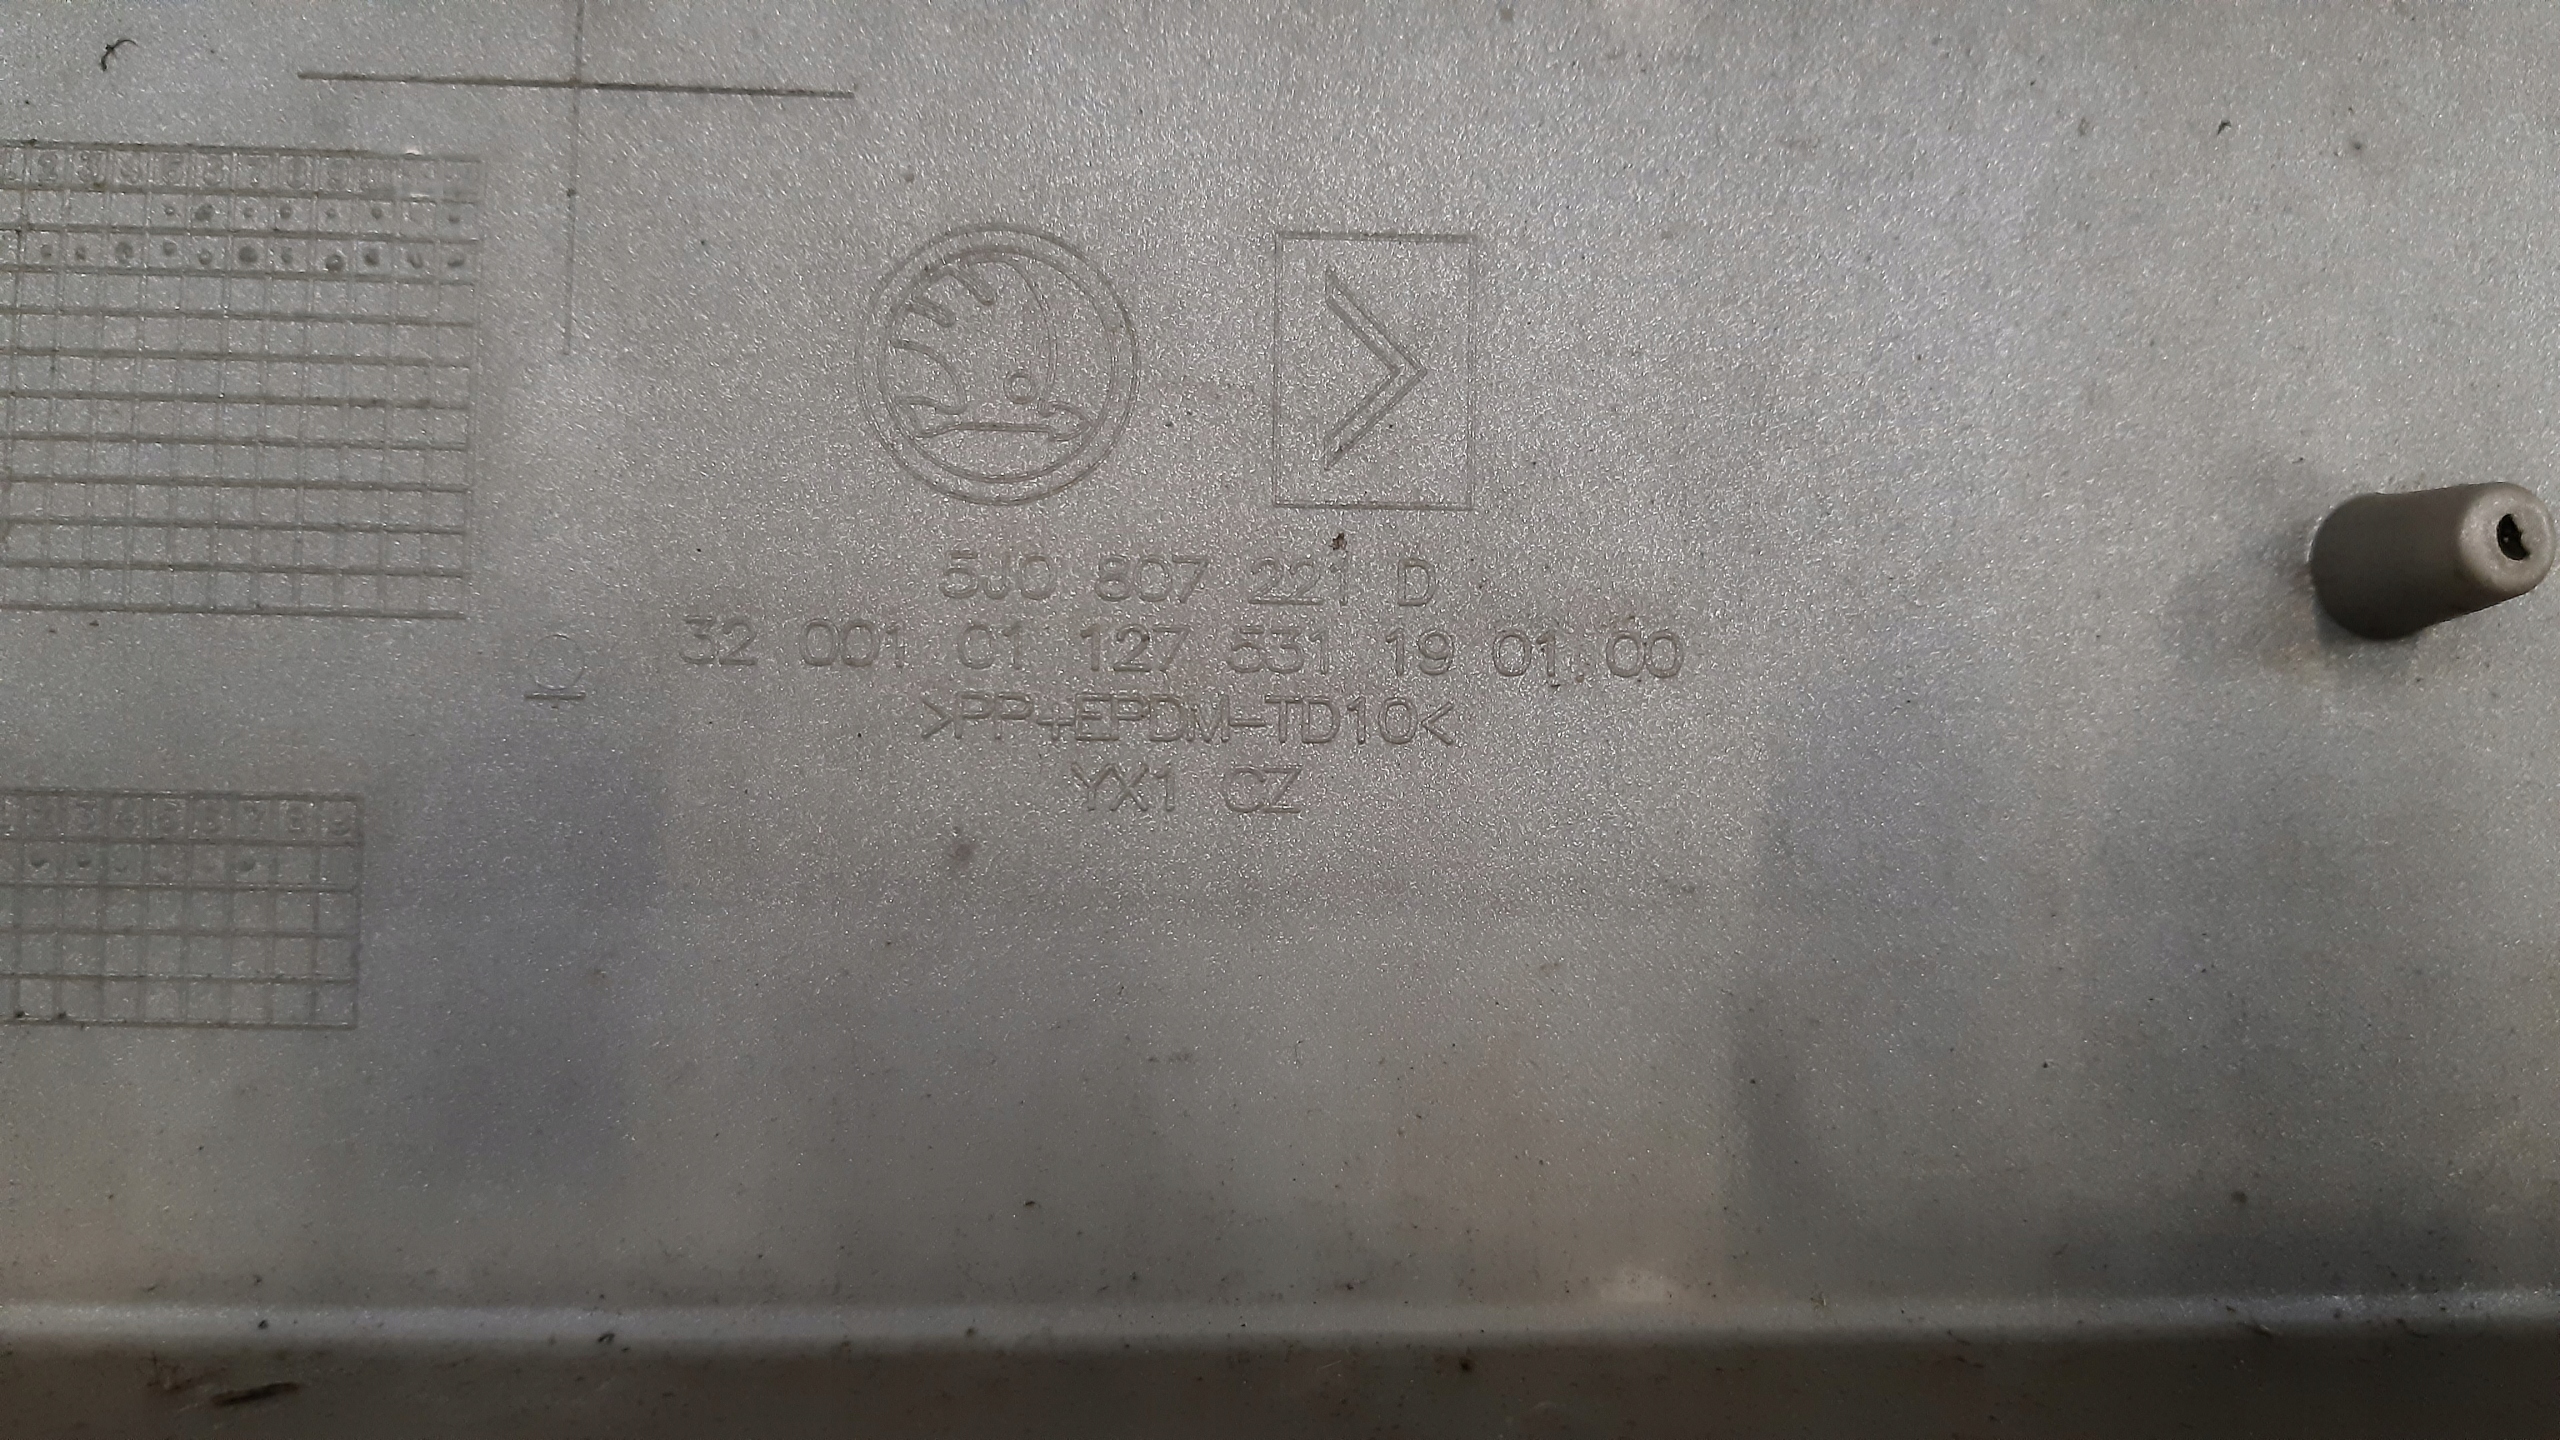 5J0 807 221 D
32 001 01 127 531 19 01.00
>PP+EPDM-TD10<
YX1 CZ